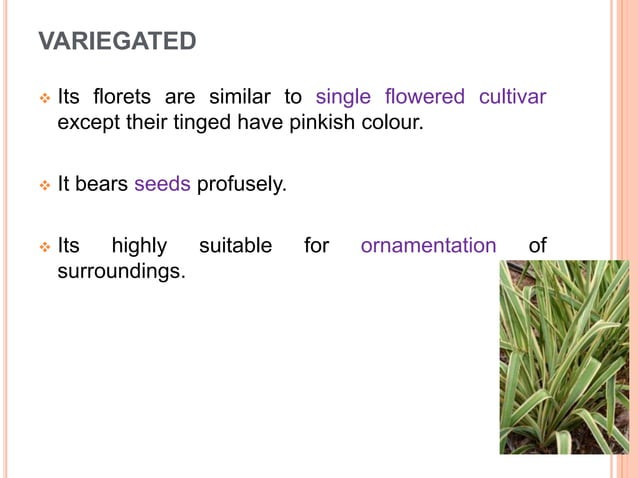 VARIEGATED
Its florets are similar to single flowered cultivar
except their tinged have pinkish colour.
It bears seeds profusely.
Its highly suitable for ornamentation of
surroundings.